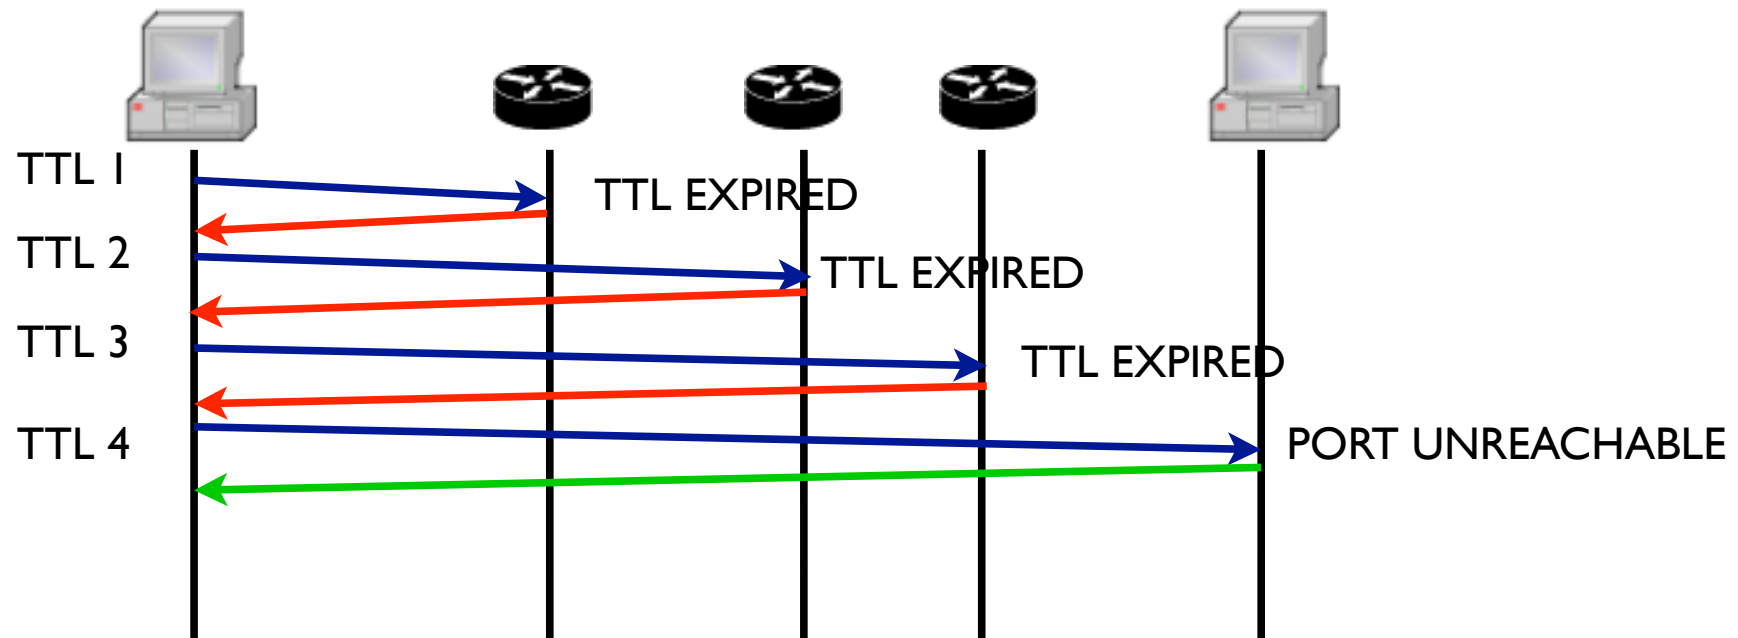 TTL 1
TTL EXPIRED
TTL 2
TTL EXPIRED
TTL 3
TTL EXPIRED
TTL 4
PORT UNREACHABLE